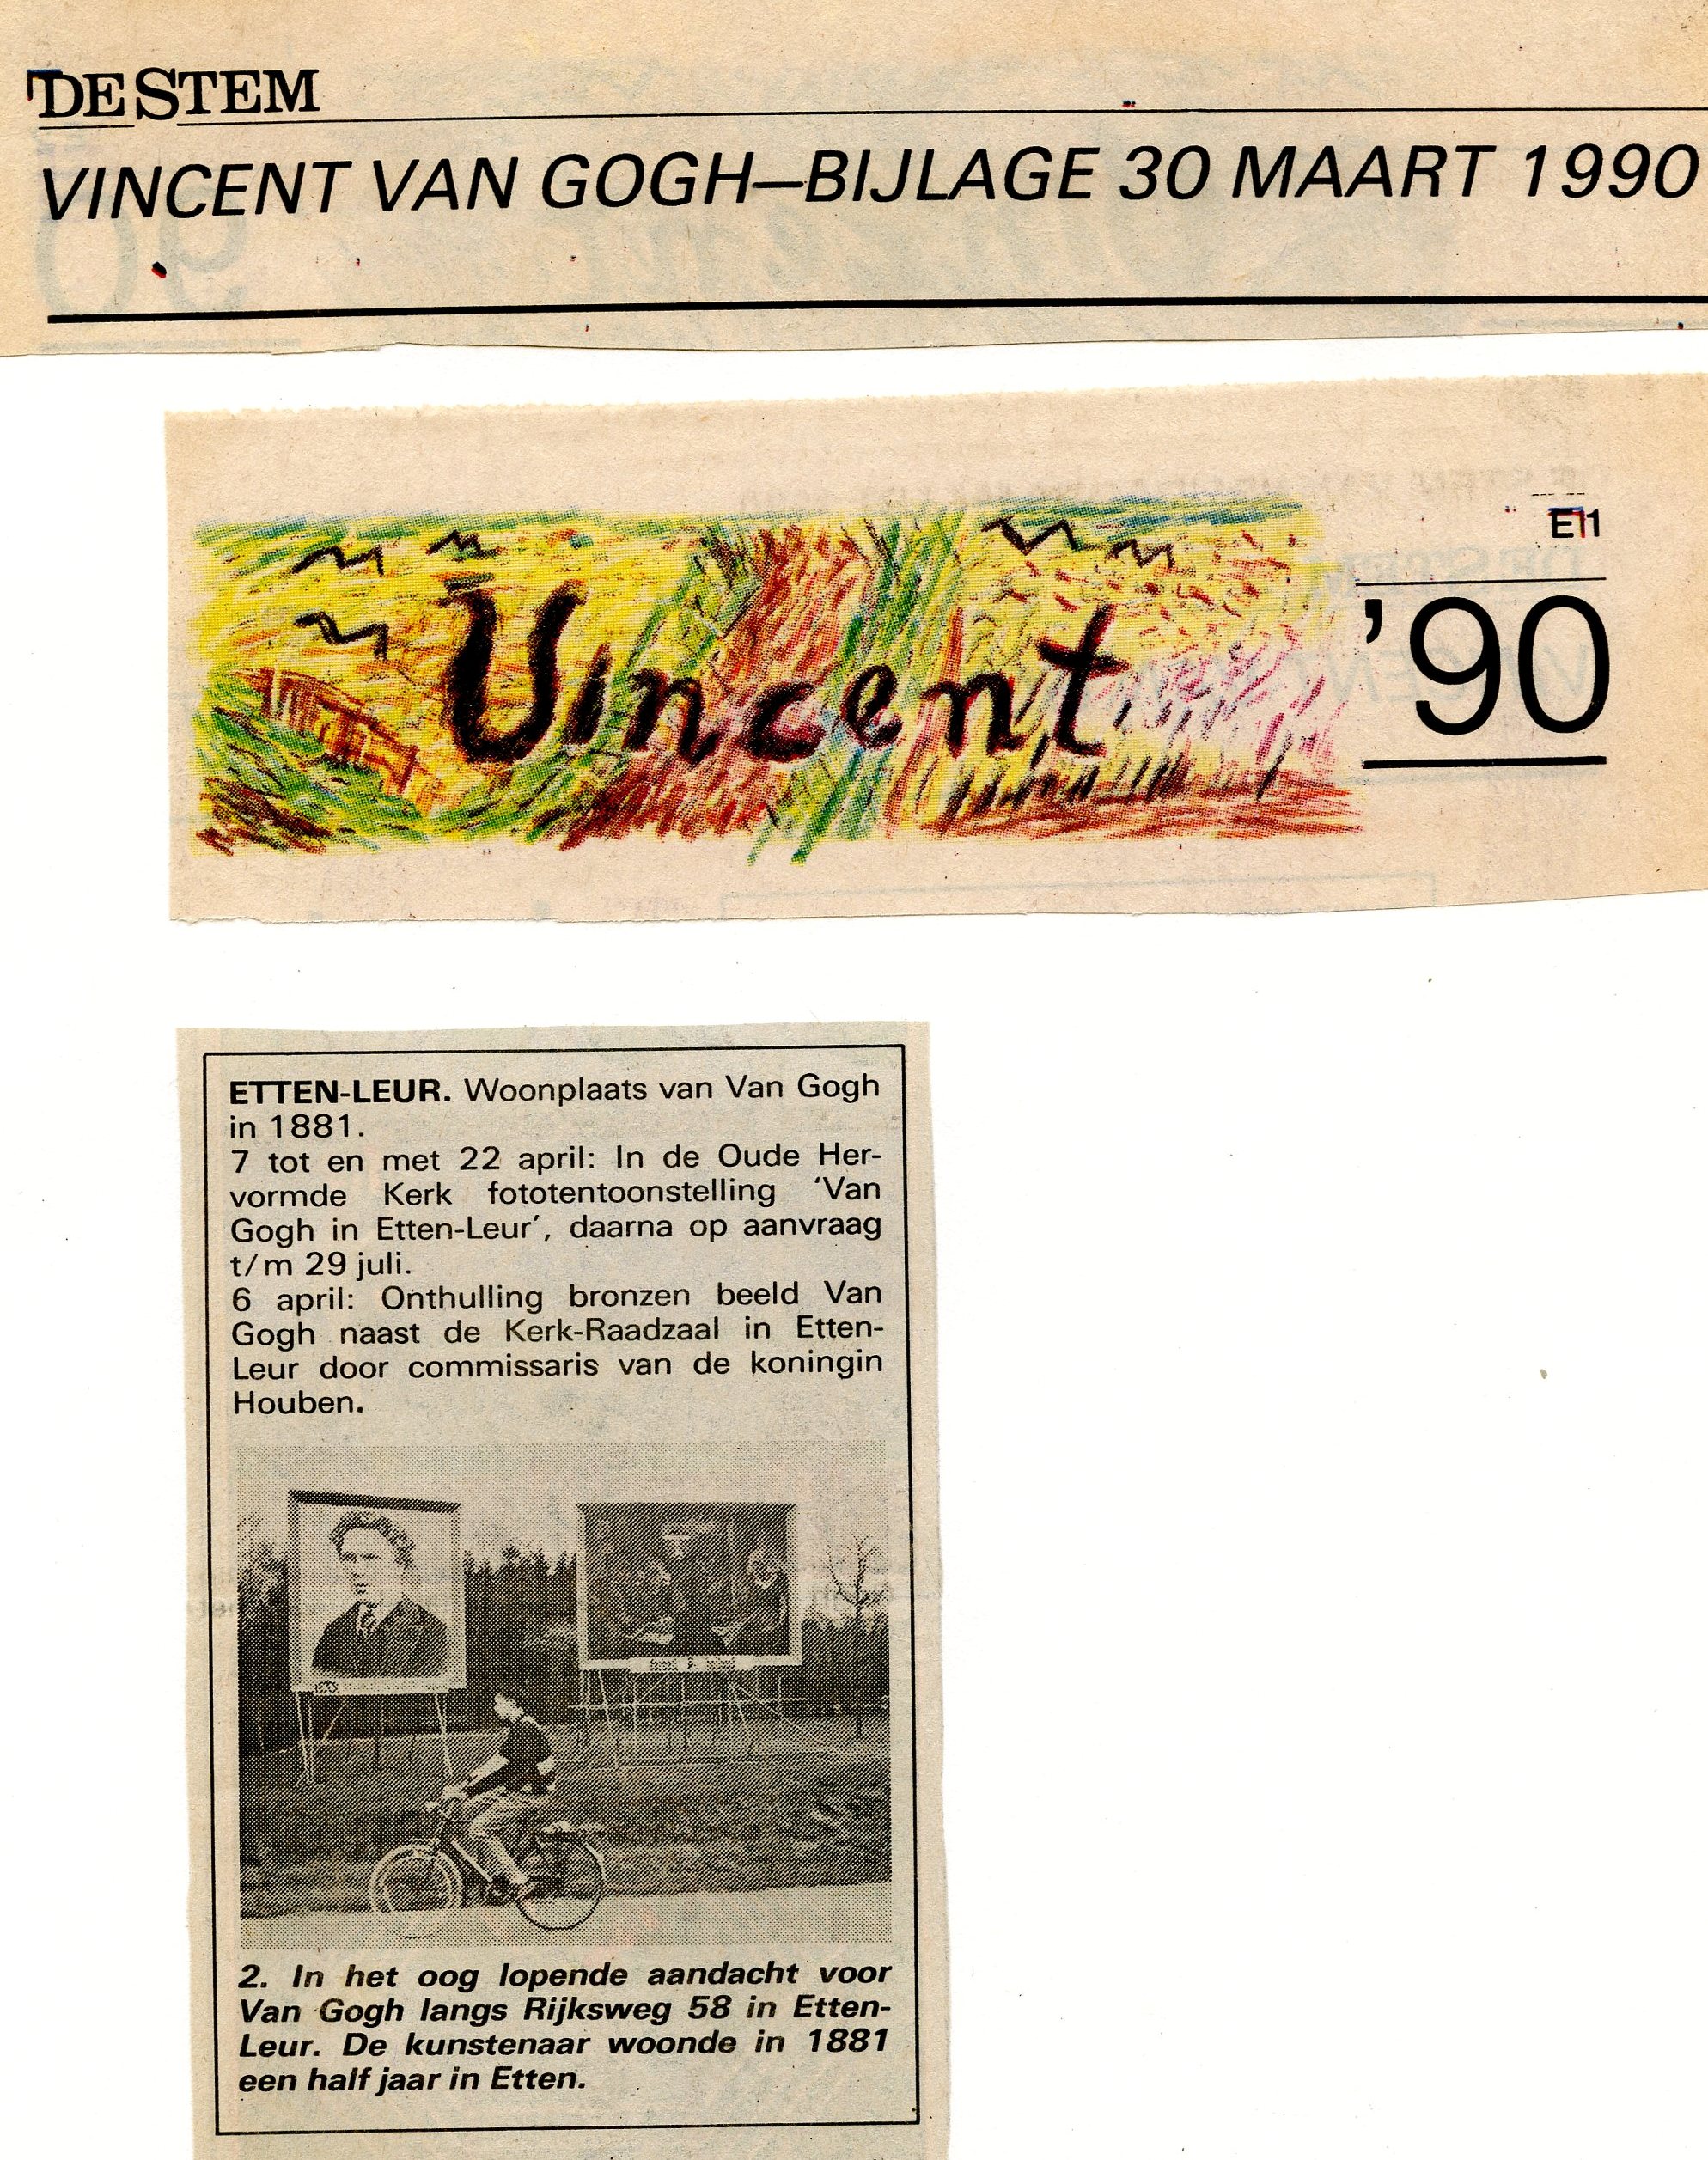 DE STEM
VINCENT VAN GOGH—BIJLAGE 30 MAART 1990
Vincent
E11
’90
ETTEN-LEUR. Woonplaats van Van Gogh
in 1881.
7 tot en met 22 april: In de Oude Her-
vormde Kerk fototentoonstelling ‘Van
Gogh in Etten-Leur’, daarna op aanvraag
t/m 29 juli.
6 april: Onthulling bronzen beeld Van
Gogh naast de Kerk-Raadzaal in Etten-
Leur door commissaris van de koningin
Houben.
2. In het oog lopende aandacht voor
Van Gogh langs Rijksweg 58 in Etten-
Leur. De kunstenaar woonde in 1881
een half jaar in Etten.